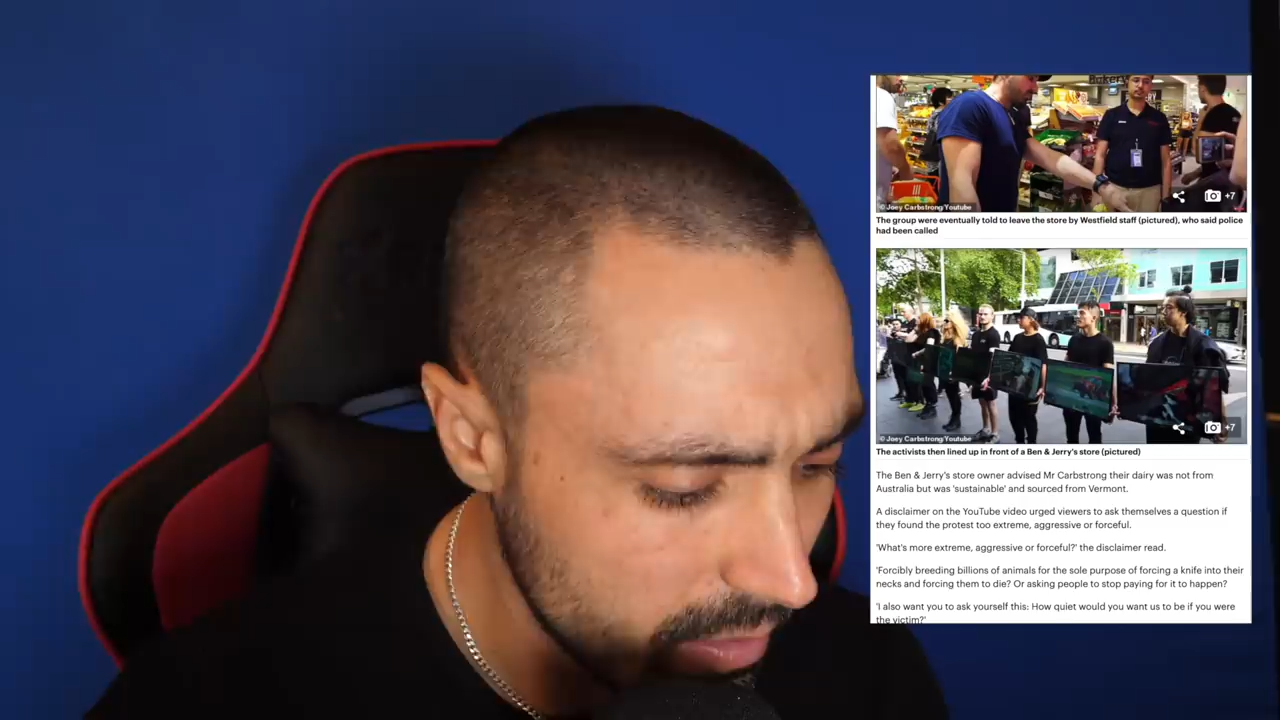 Bakery
© Joey Carbstrong/Youtube
+7
The group were eventually told to leave the store by Westfield staff (pictured), who said police
had been called
© Joey Carbstrong/Youtube
+7
The activists then lined up in front of a Ben & Jerry's store (pictured)
The Ben & Jerry's store owner advised Mr Carbstrong their dairy was not from
Australia but was 'sustainable' and sourced from Vermont.
A disclaimer on the YouTube video urged viewers to ask themselves a question if
they found the protest too extreme, aggressive or forceful.
'What's more extreme, aggressive or forceful?' the disclaimer read.
'Forcibly breeding billions of animals for the sole purpose of forcing a knife into their
necks and forcing them to die? Or asking people to stop paying for it to happen?
'I also want you to ask yourself this: How quiet would you want us to be if you were
the victim?'